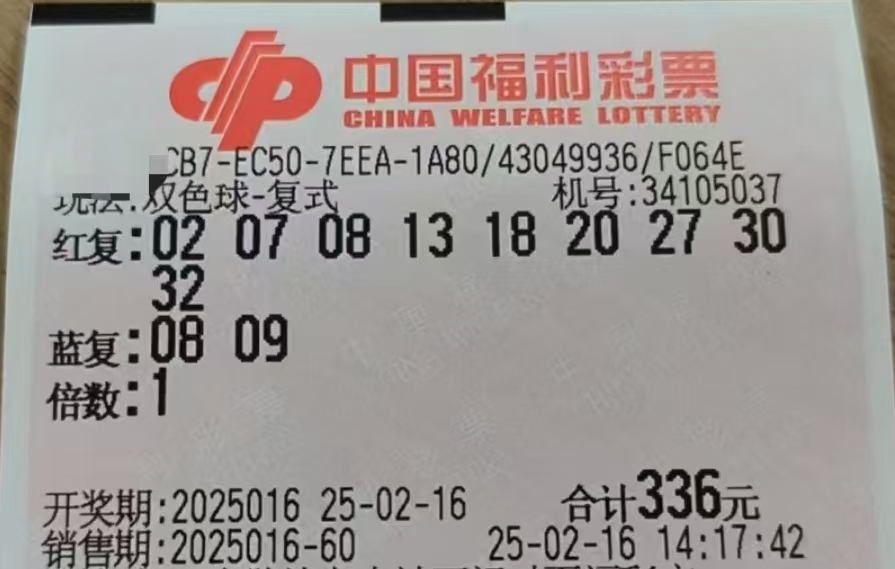 中国福利彩票
CHINA WELFARE LOTTERY
CB7-EC50-7EEA-1A80/43049936/F064E
玩法:双色球-复式 机号:34105037
红复:02 07 08 13 18 20 27 30
32
蓝复:08 09
倍数:1
开奖期:2025016 25-02-16 合计336元
销售期:2025016-60 25-02-16 14:17:42